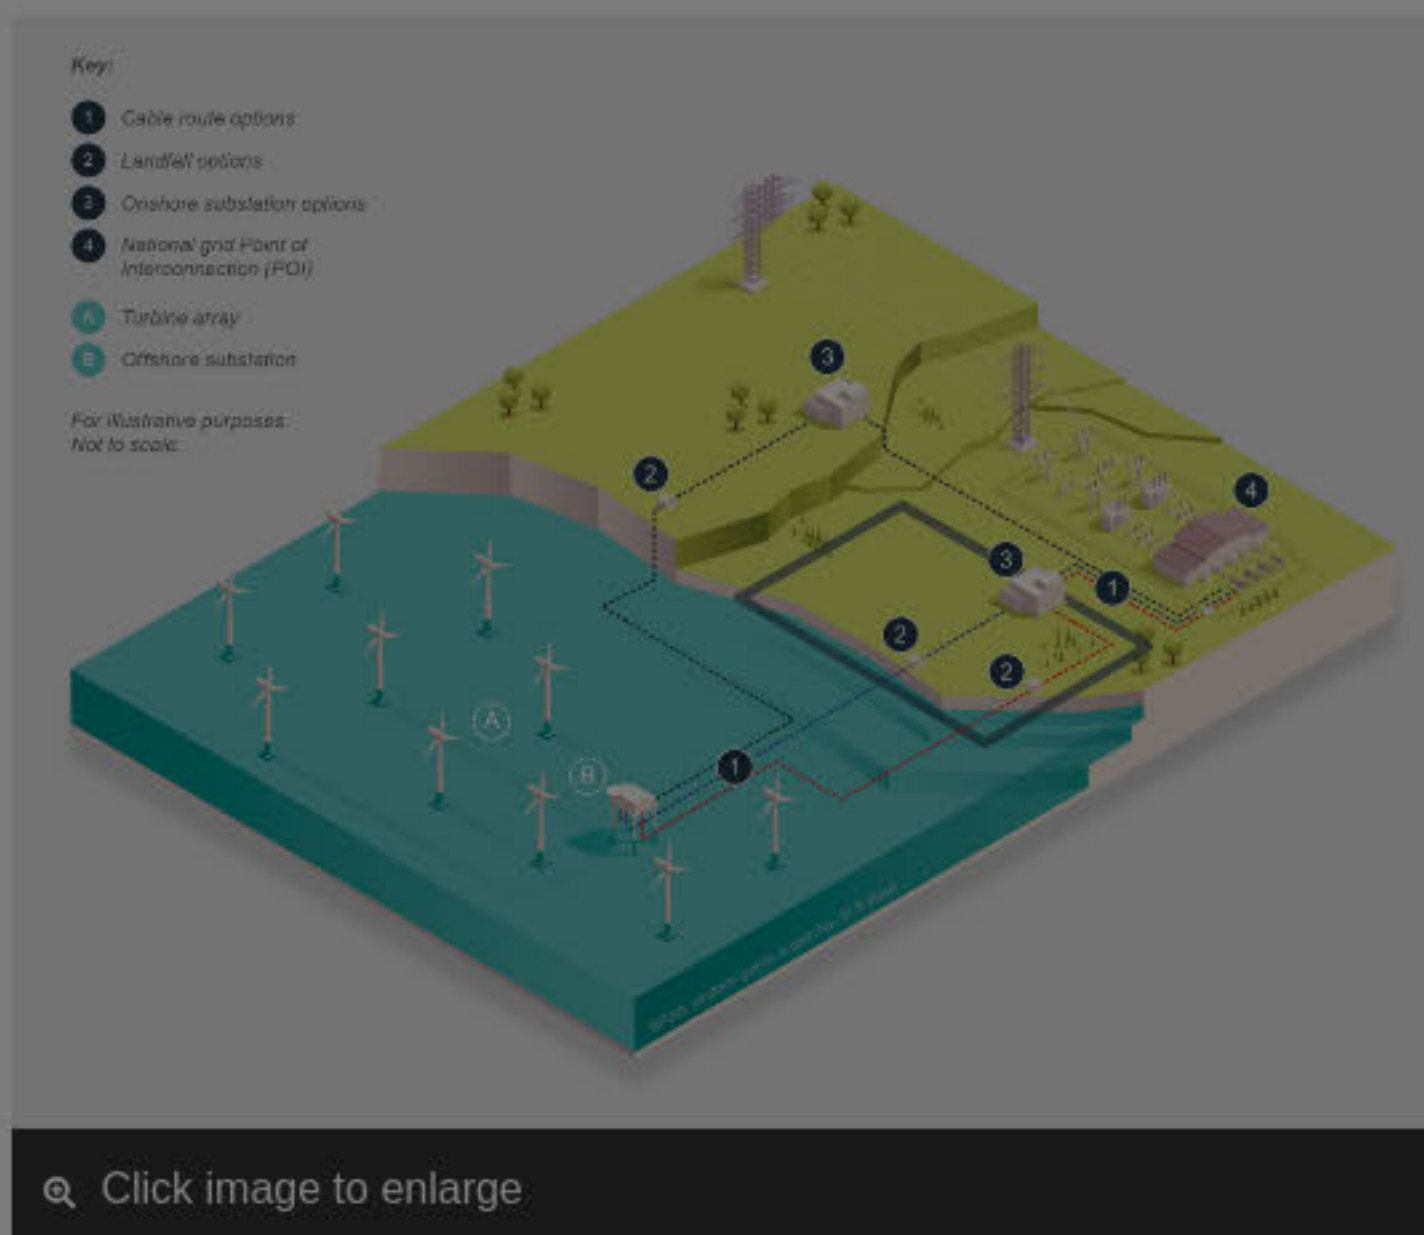 Key:
1 Cable route options
2 Landfall options
3 Onshore substation options
4 National grid Point of
Interconnection (POI)
A Turbine array
B Offshore substation
For illustrative purposes.
Not to scale.
3
2
4
3
1
2
2
A
1
B
Click image to enlarge